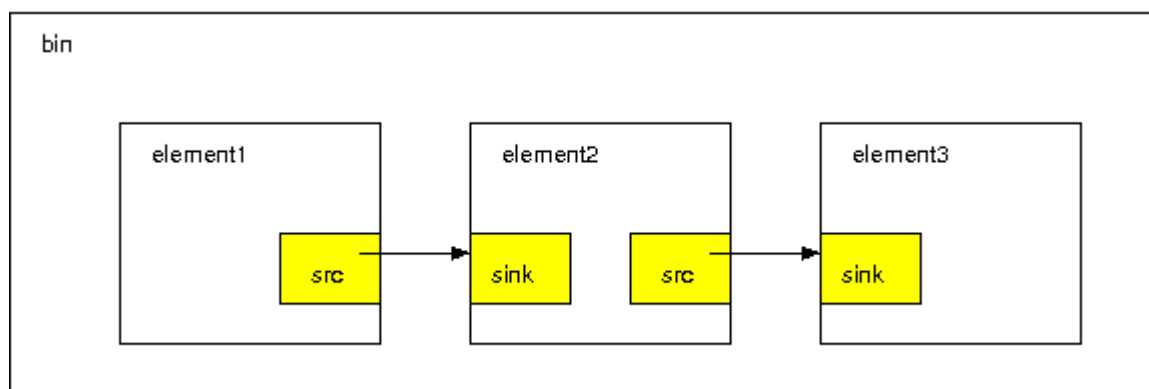 bin
element1
element2
element3
src
sink
src
sink